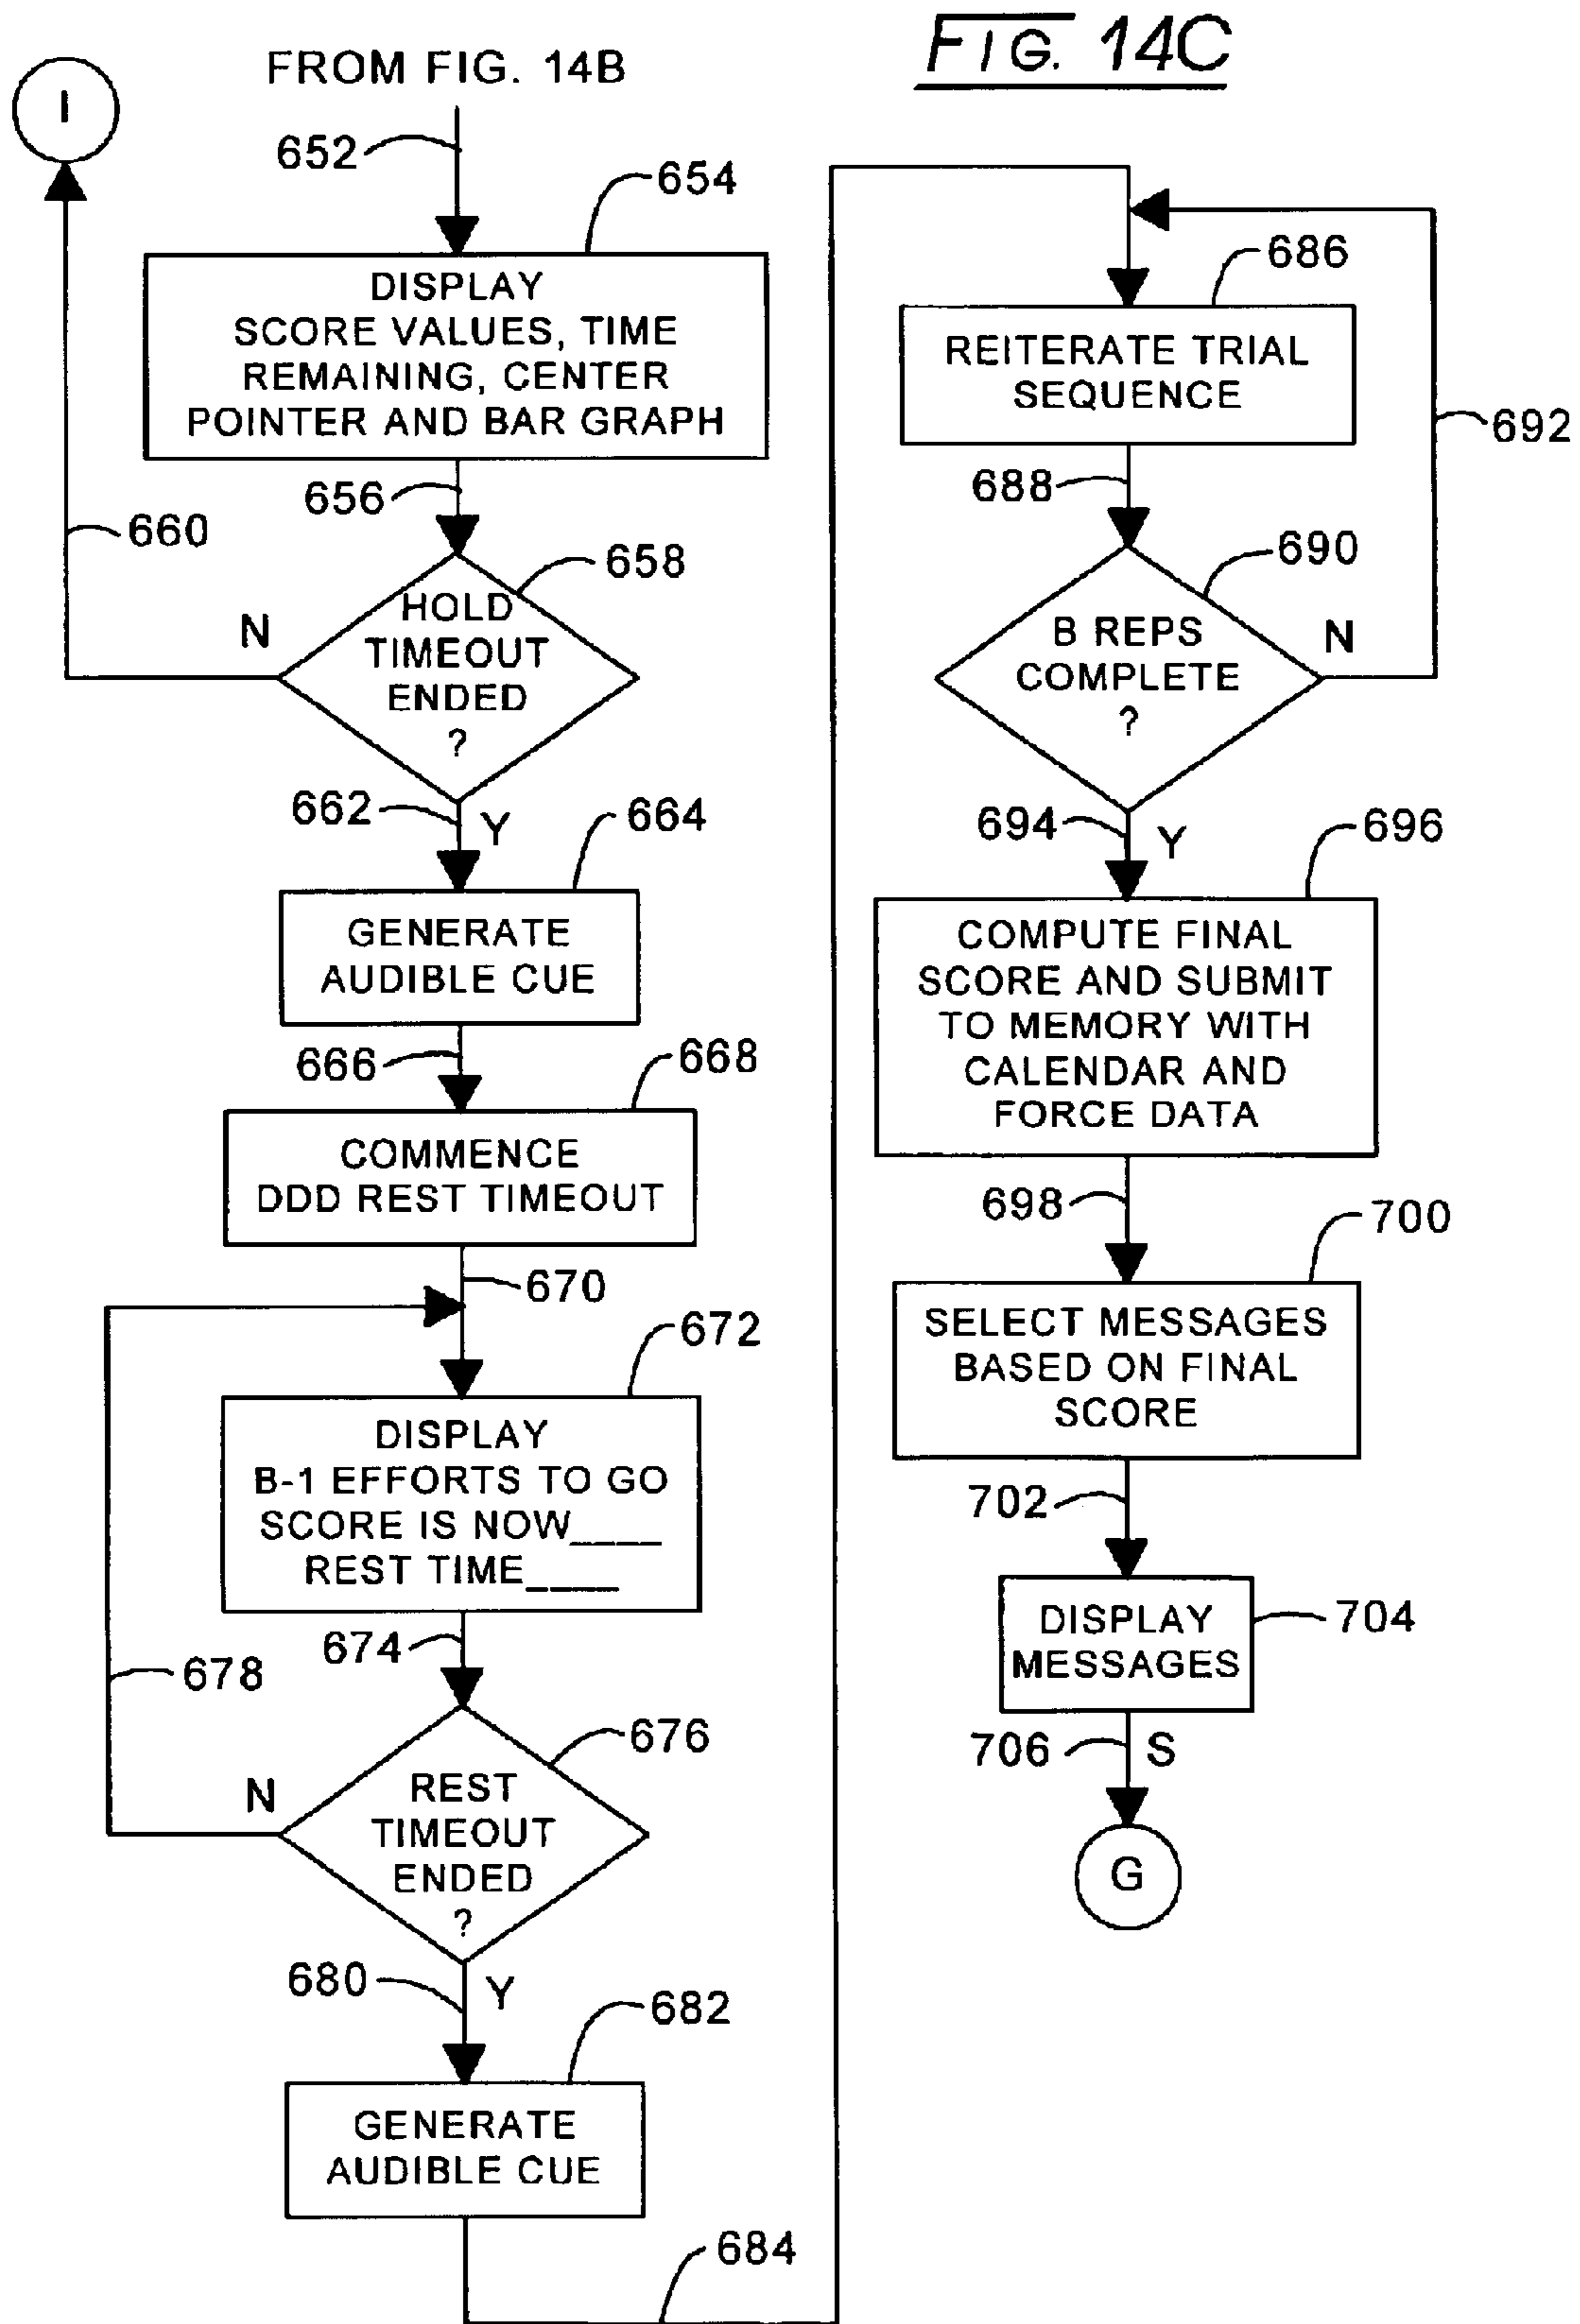 FIG. 14C
I
FROM FIG. 14B
652
654
DISPLAY
SCORE VALUES, TIME
REMAINING, CENTER
POINTER AND BAR GRAPH
656
660
658
N
HOLD
TIMEOUT
ENDED
?
662
Y
664
GENERATE
AUDIBLE CUE
666
668
COMMENCE
DDD REST TIMEOUT
670
672
DISPLAY
B-1 EFFORTS TO GO
SCORE IS NOW____
REST TIME____
674
678
676
N
REST
TIMEOUT
ENDED
?
680
Y
682
GENERATE
AUDIBLE CUE
684
686
REITERATE TRIAL
SEQUENCE
692
688
690
B REPS
COMPLETE
?
N
694
Y
696
COMPUTE FINAL
SCORE AND SUBMIT
TO MEMORY WITH
CALENDAR AND
FORCE DATA
698
700
SELECT MESSAGES
BASED ON FINAL
SCORE
702
DISPLAY
MESSAGES
704
706
S
G